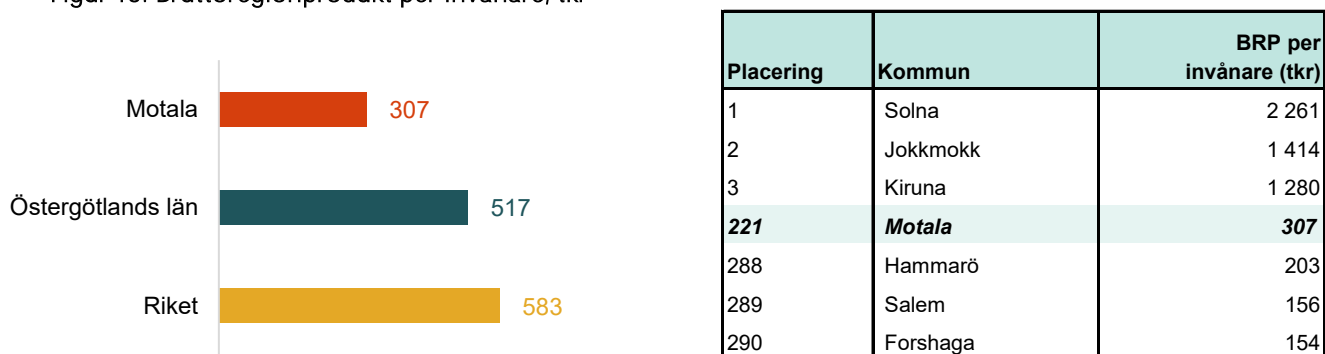 Motala 307
Östergötlands län 517
Riket 583
Placering Kommun BRP per invånare (tkr)
1 Solna 2 261
2 Jokkmokk 1 414
3 Kiruna 1 280
221 Motala 307
288 Hammarö 203
289 Salem 156
290 Forshaga 154